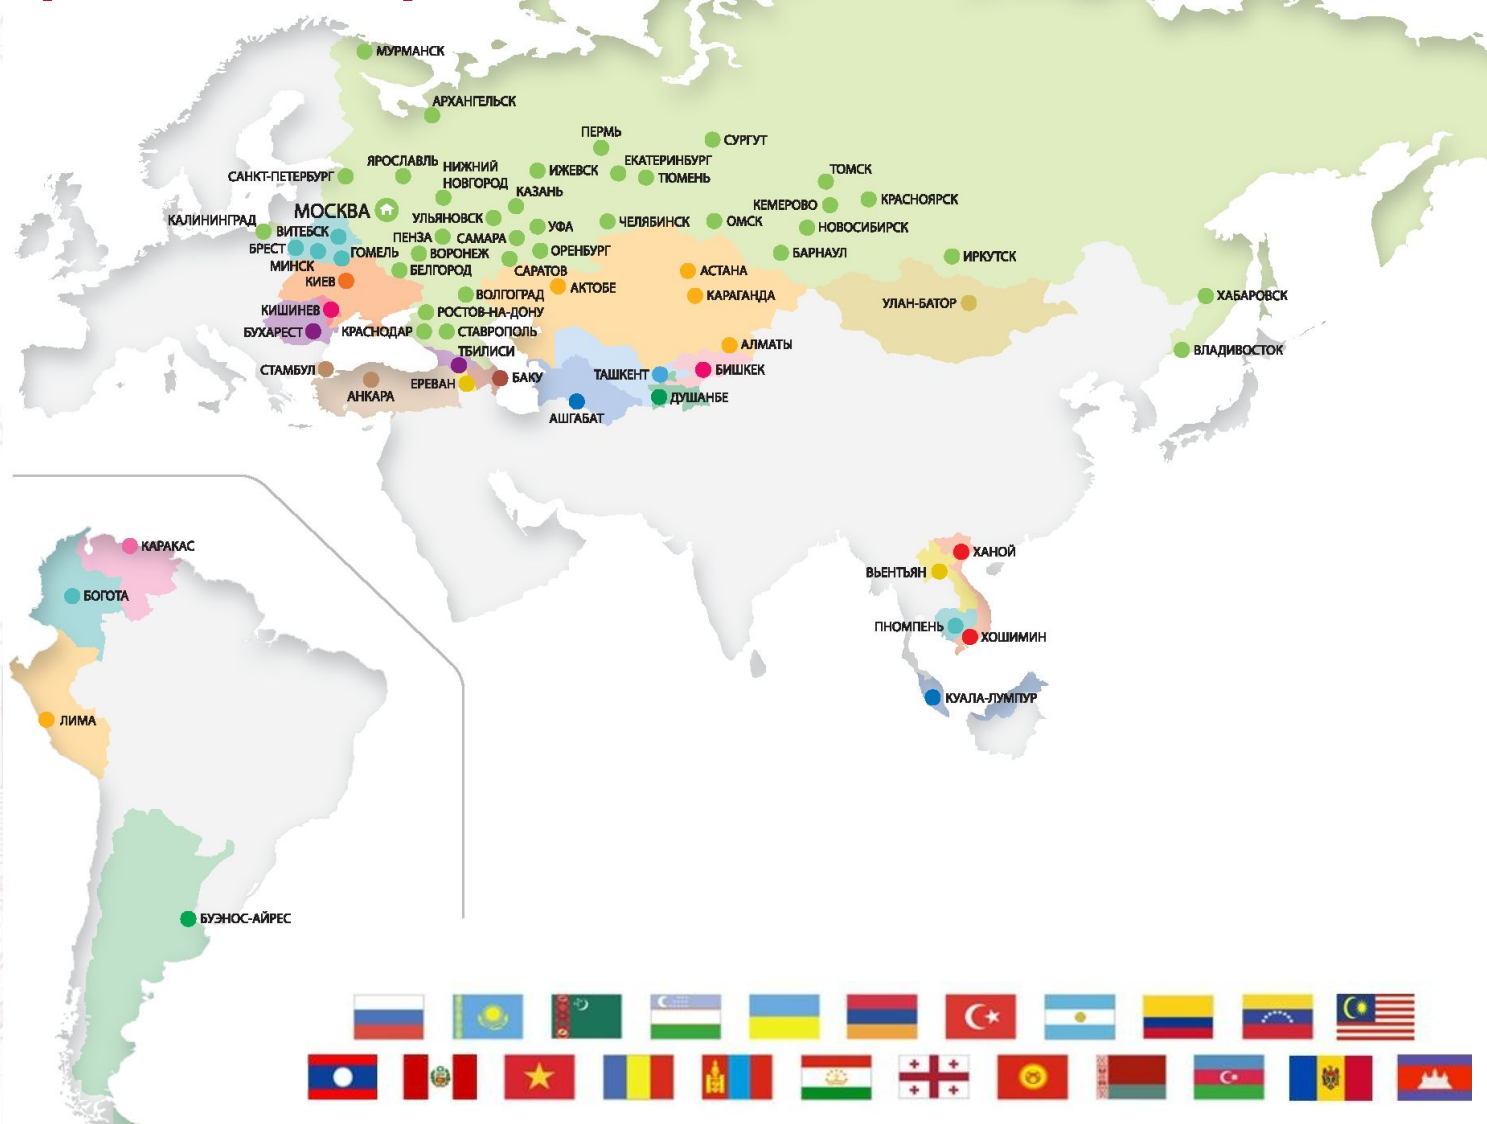 МУРМАНСК
АРХАНГЕЛЬСК
ПЕРМЬ
СУРГУТ
ЯРОСЛАВЛЬ
НИЖНИЙ
НОВГОРОД
ИЖЕВСК
ЕКАТЕРИНБУРГ
ТЮМЕНЬ
ТОМСК
САНКТ-ПЕТЕРБУРГ
КАЗАНЬ
КЕМЕРОВО
КРАСНОЯРСК
МОСКВА
КАЛИНИНГРАД
УЛЬЯНОВСК
УФА
ЧЕЛЯБИНСК
ОМСК
НОВОСИБИРСК
ВИТЕБСК
ПЕНЗА
САМАРА
БРЕСТ
ГОМЕЛЬ
ВОРОНЕЖ
ОРЕНБУРГ
БАРНАУЛ
ИРКУТСК
МИНСК
БЕЛГОРОД
САРАТОВ
АСТАНА
КИЕВ
АКТОБЕ
ВОЛГОГРАД
КАРАГАНДА
УЛАН-БАТОР
ХАБАРОВСК
КИШИНЕВ
РОСТОВ-НА-ДОНУ
БУХАРЕСТ
КРАСНОДАР
СТАВРОПОЛЬ
АЛМАТЫ
ВЛАДИВОСТОК
ТБИЛИСИ
СТАМБУЛ
ТАШКЕНТ
БИШКЕК
БАКУ
ЕРЕВАН
АНКАРА
ДУШАНБЕ
АШГАБАТ
КАРАКАС
ХАНОЙ
ВЬЕНТЬЯН
БОГОТА
ПНОМПЕНЬ
ХОШИМИН
КУАЛА-ЛУМПУР
ЛИМА
БУЭНОС-АЙРЕС